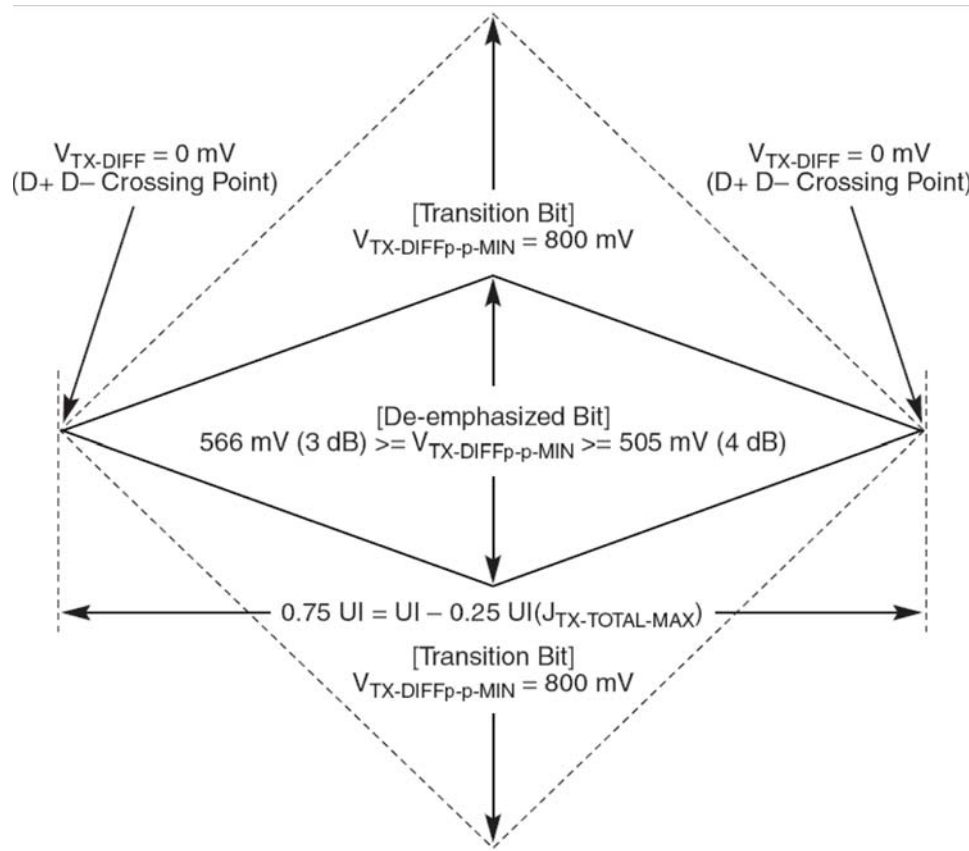 V_TX-DIFF = 0 mV
(D+ D– Crossing Point)
V_TX-DIFF = 0 mV
(D+ D– Crossing Point)
[Transition Bit]
V_TX-DIFFp-p-MIN = 800 mV
[De-emphasized Bit]
566 mV (3 dB) >= V_TX-DIFFp-p-MIN >= 505 mV (4 dB)
0.75 UI = UI – 0.25 UI(J_TX-TOTAL-MAX)
[Transition Bit]
V_TX-DIFFp-p-MIN = 800 mV